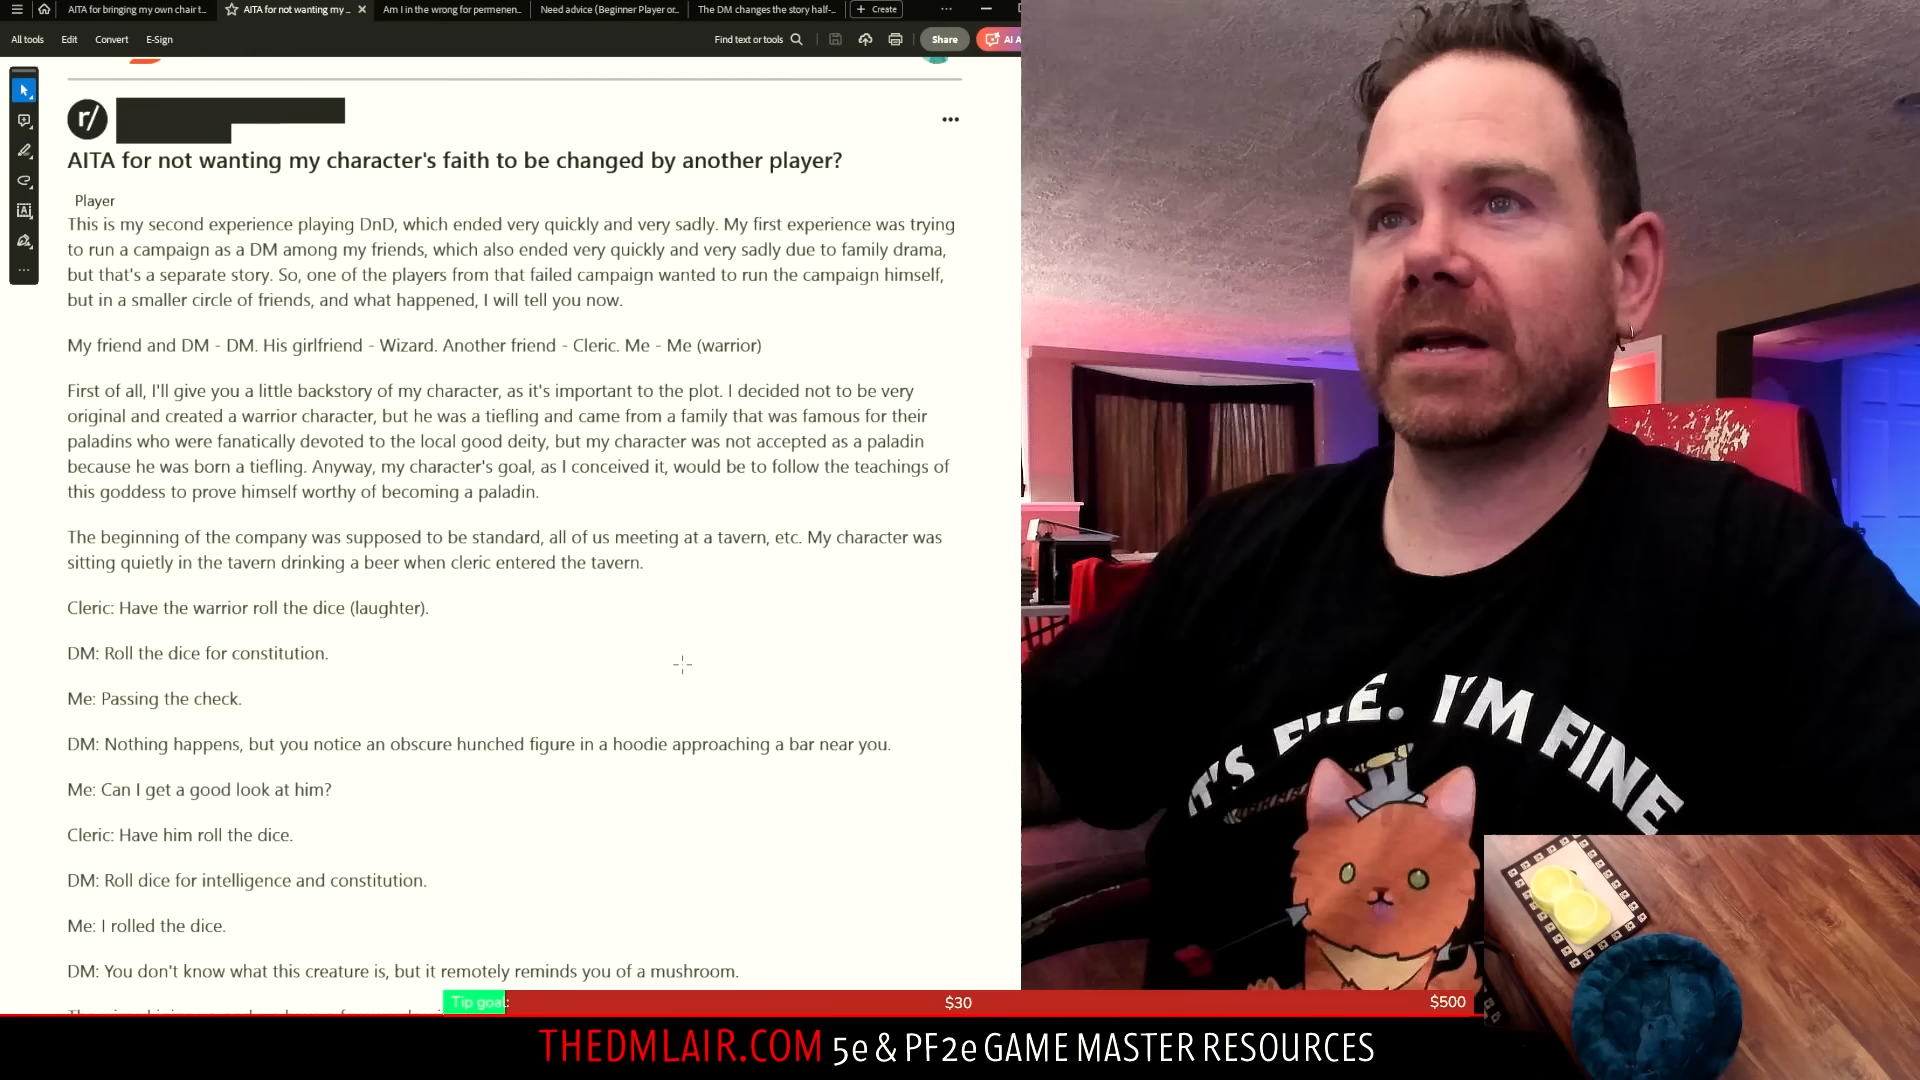 AITA for bringing my own chair t...
AITA for not wanting my ...
Am I in the wrong for permenen...
Need advice (Beginner Player or...
The DM changes the story half-...
Create
All tools
Edit
Convert
E-Sign
Find text or tools
Share
AI A
r/
AITA for not wanting my character's faith to be changed by another player?
Player
This is my second experience playing DnD, which ended very quickly and very sadly. My first experience was trying
to run a campaign as a DM among my friends, which also ended very quickly and very sadly due to family drama,
but that's a separate story. So, one of the players from that failed campaign wanted to run the campaign himself,
but in a smaller circle of friends, and what happened, I will tell you now.
My friend and DM - DM. His girlfriend - Wizard. Another friend - Cleric. Me - Me (warrior)
First of all, I'll give you a little backstory of my character, as it's important to the plot. I decided not to be very
original and created a warrior character, but he was a tiefling and came from a family that was famous for their
paladins who were fanatically devoted to the local good deity, but my character was not accepted as a paladin
because he was born a tiefling. Anyway, my character's goal, as I conceived it, would be to follow the teachings of
this goddess to prove himself worthy of becoming a paladin.
The beginning of the company was supposed to be standard, all of us meeting at a tavern, etc. My character was
sitting quietly in the tavern drinking a beer when cleric entered the tavern.
Cleric: Have the warrior roll the dice (laughter).
DM: Roll the dice for constitution.
Me: Passing the check.
DM: Nothing happens, but you notice an obscure hunched figure in a hoodie approaching a bar near you.
Me: Can I get a good look at him?
Cleric: Have him roll the dice.
DM: Roll dice for intelligence and constitution.
Me: I rolled the dice.
DM: You don't know what this creature is, but it remotely reminds you of a mushroom.
IT'S FINE. I'M FINE
Tip goal:
$30
$500
THEDMLAIR.COM 5e & PF2e GAME MASTER RESOURCES